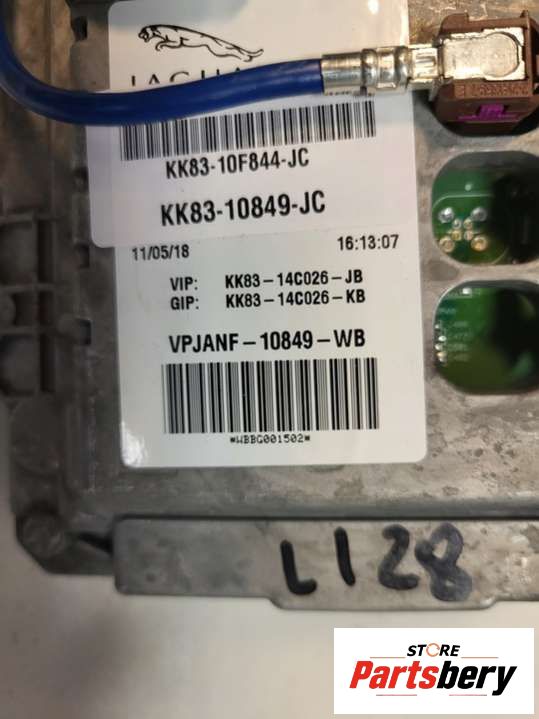 KK83-10F844-JC
KK83-10849-JC
11/05/18 16:13:07
VIP: KK83-14C026-JB
GIP: KK83-14C026-KB
VPJANF-10849-WB
*WBBG001502*
L128
STORE
Partsbery